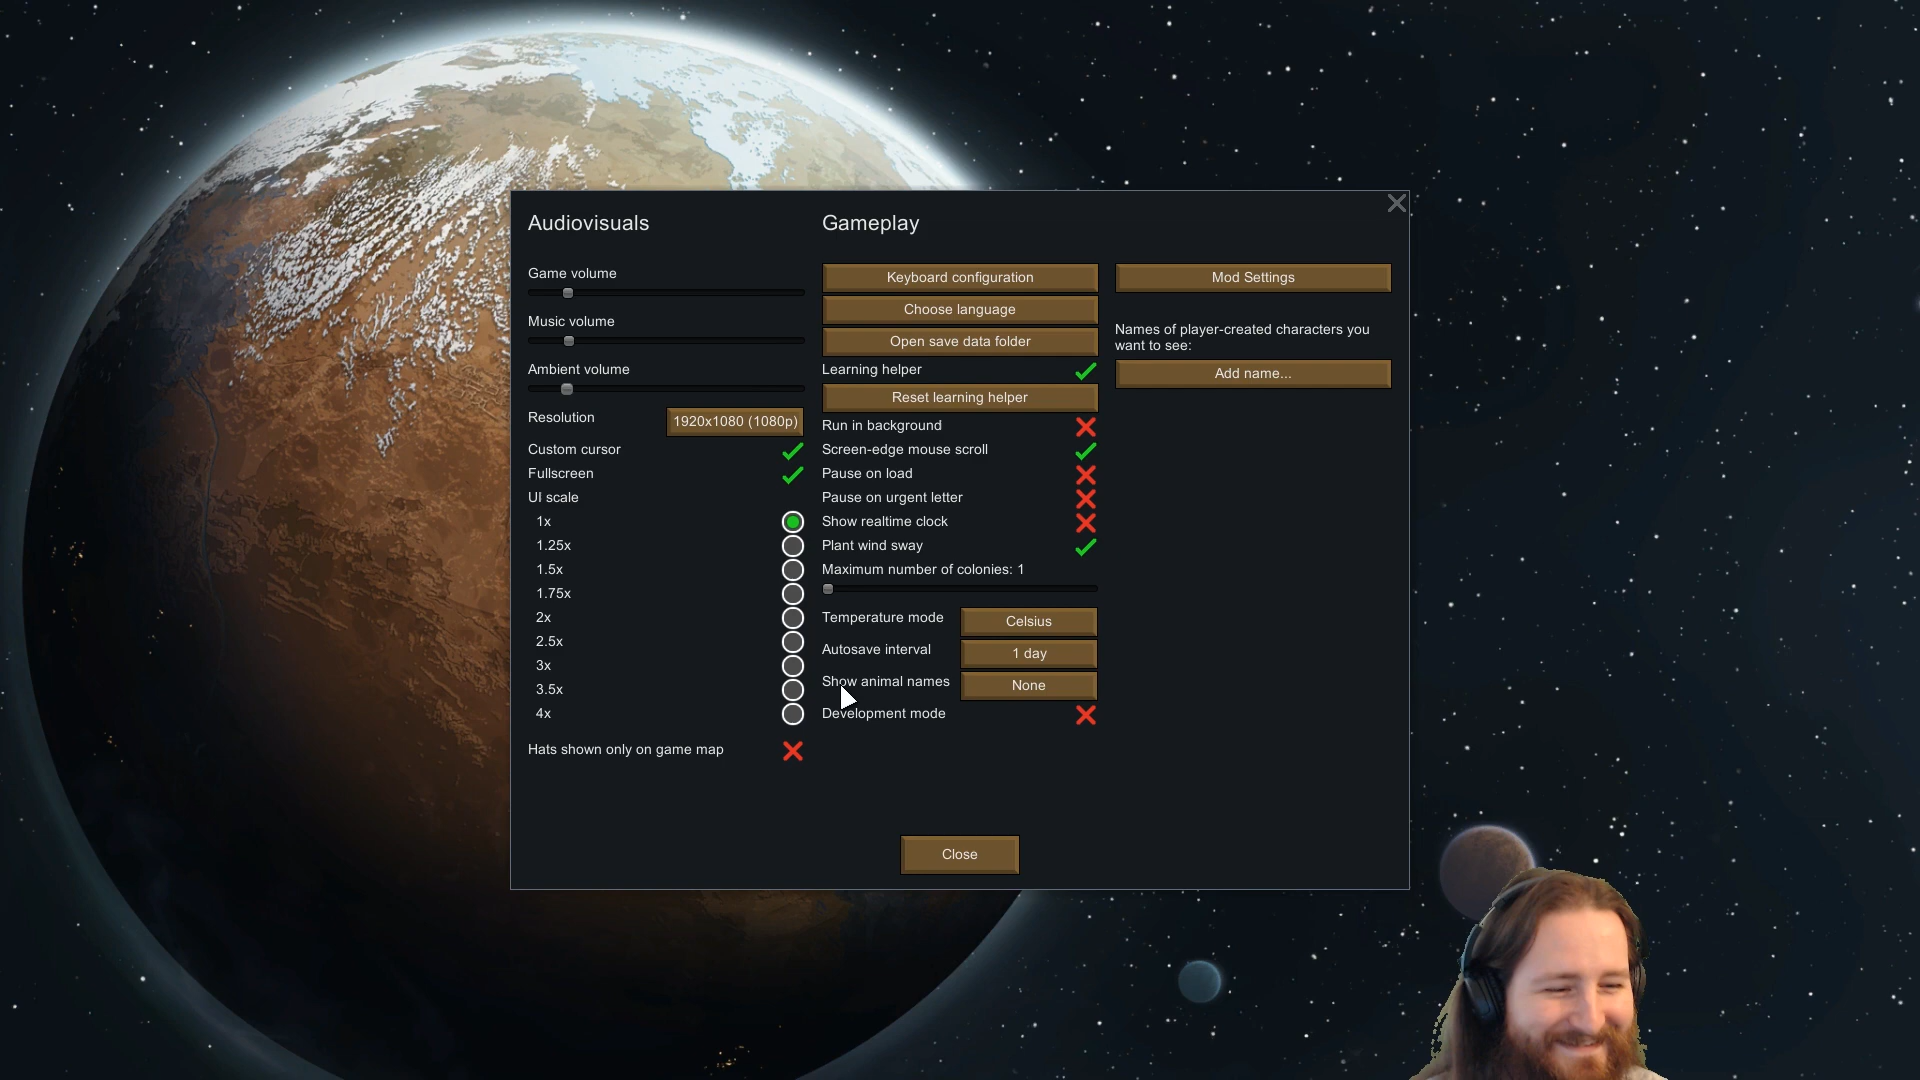 Audiovisuals
Game volume
Music volume
Ambient volume
Resolution
1920x1080 (1080p)
Custom cursor
Fullscreen
UI scale
1x
1.25x
1.5x
1.75x
2x
2.5x
3x
3.5x
4x
Hats shown only on game map
Gameplay
Keyboard configuration
Choose language
Open save data folder
Learning helper
Reset learning helper
Run in background
Screen-edge mouse scroll
Pause on load
Pause on urgent letter
Show realtime clock
Plant wind sway
Maximum number of colonies: 1
Temperature mode
Celsius
Autosave interval
1 day
Show animal names
None
Development mode
Mod Settings
Names of player-created characters you
want to see:
Add name...
Close